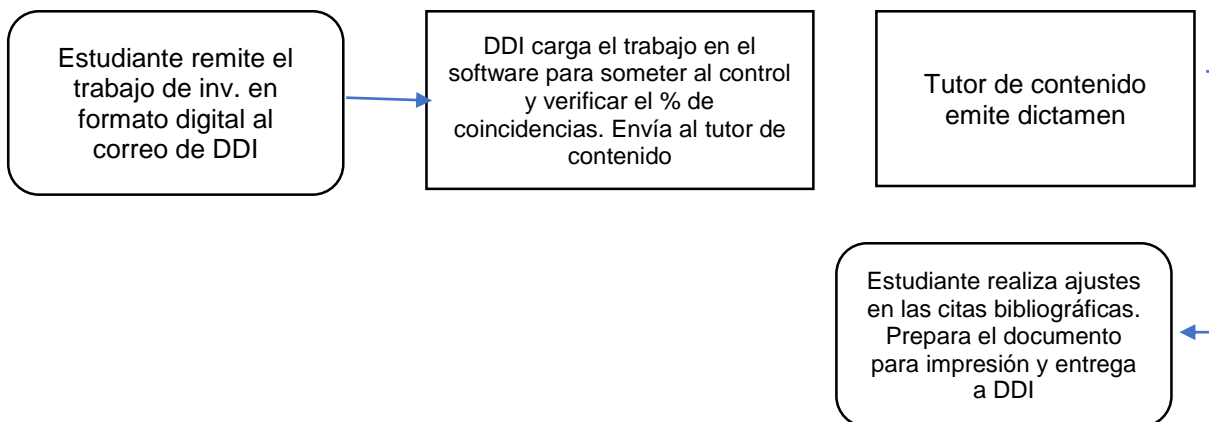 Estudiante remite el
trabajo de inv. en
formato digital al
correo de DDI
DDI carga el trabajo en el
software para someter al control
y verificar el % de
coincidencias. Envía al tutor de
contenido
Tutor de contenido
emite dictamen
Estudiante realiza ajustes
en las citas bibliográficas.
Prepara el documento
para impresión y entrega
a DDI